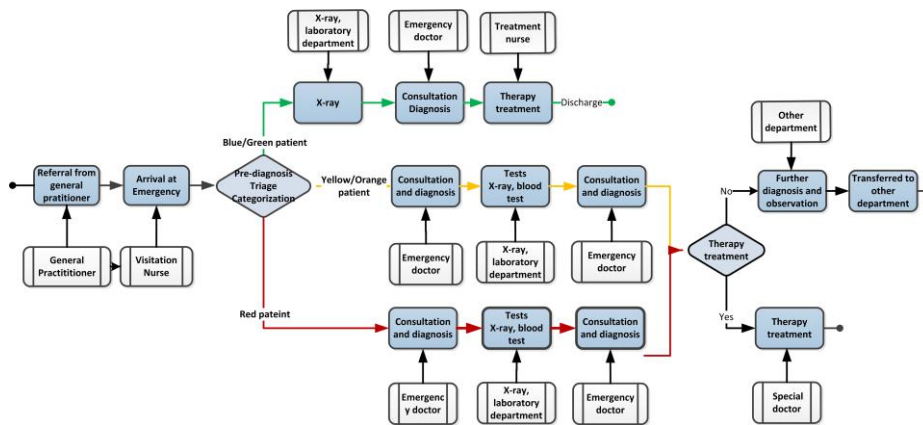 X-ray,
laboratory
department
Emergency
doctor
Treatment
nurse
X-ray
Consultation
Diagnosis
Therapy
treatment
Discharge
Blue/Green patient
Referral from
general
pratitioner
Arrival at
Emergency
Pre-diagnosis
Triage
Categorization
Yellow/Orange
patient
Consultation
and diagnosis
Tests
X-ray, blood
test
Consultation
and diagnosis
General
Practititioner
Visitation
Nurse
Emergency
doctor
X-ray,
laboratory
department
Emergency
doctor
Red pateint
Consultation
and diagnosis
Tests
X-ray, blood
test
Consultation
and diagnosis
Emergenc
y doctor
X-ray,
laboratory
department
Emergency
doctor
Therapy
treatment
No
Other
department
Further
diagnosis and
observation
Transferred to
other
department
Yes
Therapy
treatment
Special
doctor